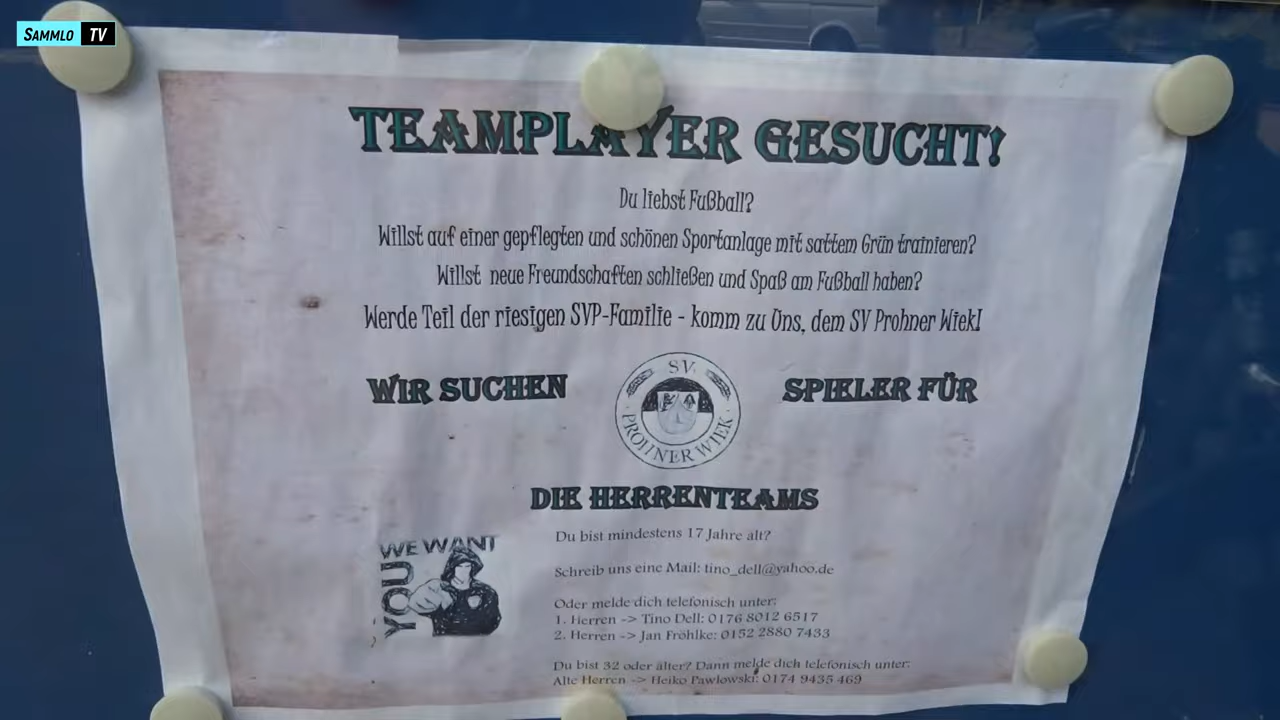 SAMMLO TV
TEAMPLAYER GESUCHT!
Du liebst Fußball?
Willst auf einer gepflegten und schönen Sportanlage mit sattem Grün trainieren?
Willst neue Freundschaften schließen und Spaß am Fußball haben?
Werde Teil der riesigen SVP-Familie - komm zu Uns, dem SV Prohner Wiek!
WIR SUCHEN
SV
PROHNER WIEK
SPIELER FÜR
DIE HERRENTEAMS
WE WANT
YOU
Du bist mindestens 17 Jahre alt?
Schreib uns eine Mail: tino_dell@yahoo.de
Oder melde dich telefonisch unter:
1. Herren -> Tino Dell: 0176 8012 6517
2. Herren -> Jan Fröhlke: 0152 2880 7433
Du bist 32 oder älter? Dann melde dich telefonisch unter:
Alte Herren -> Heiko Pawlowski: 0174 9435 469